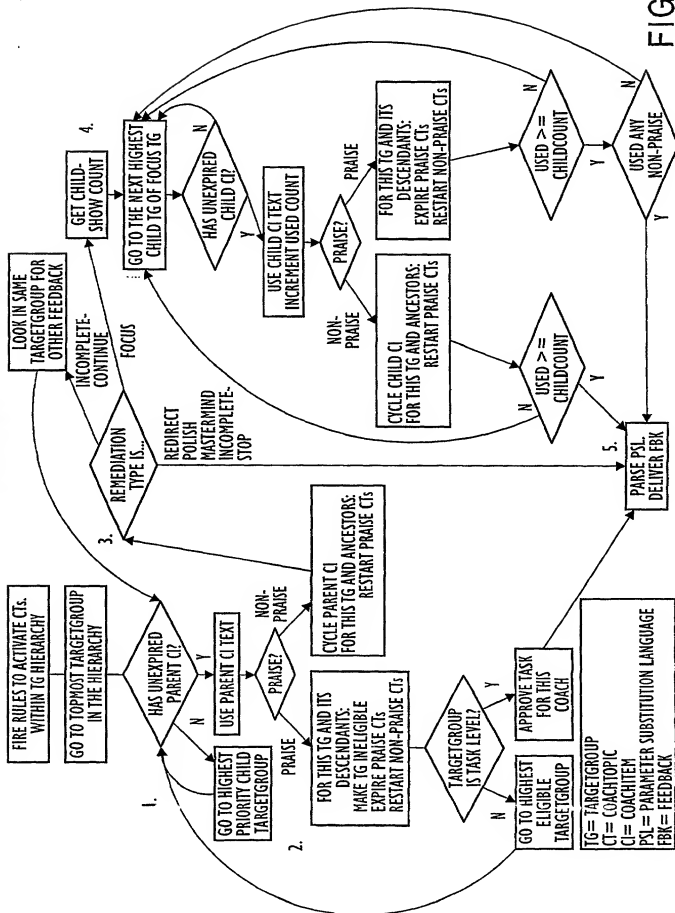 FIRE RULES TO ACTIVATE CTs.
WITHIN TG HIERARCHY
GO TO TOPMOST TARGETGROUP
IN THE HIERARCHY
1.
HAS UNEXPIRED
PARENT CI?
N
Y
GO TO HIGHEST
PRIORITY CHILD
TARGETGROUP
USE PARENT CI TEXT
2.
PRAISE?
PRAISE
NON-
PRAISE
FOR THIS TG AND ITS
DESCENDANTS:
MAKE TG INELIGIBLE
EXPIRE PRAISE CTs
RESTART NON-PRAISE CTs
CYCLE PARENT CI
FOR THIS TG AND ANCESTORS:
RESTART PRAISE CTs
TARGETGROUP
IS TASK LEVEL?
N
Y
GO TO HIGHEST
ELIGIBLE
TARGETGROUP
APPROVE TASK
FOR THIS
COACH
TG= TARGETGROUP
CT= COACHTOPIC
CI= COACHITEM
PSL= PARAMETER SUBSTITUTION LANGUAGE
FBK= FEEDBACK
3.
REMEDIATION
TYPE IS...
LOOK IN SAME
TARGETGROUP FOR
OTHER FEEDBACK
INCOMPLETE-
CONTINUE
FOCUS
REDIRECT
POLISH
MASTERMIND
INCOMPLETE-
STOP
4.
GET CHILD-
SHOW COUNT
GO TO THE NEXT HIGHEST
CHILD TG OF FOCUS TG
HAS UNEXPIRED
CHILD CI?
N
Y
USE CHILD CI TEXT
INCREMENT USED COUNT
PRAISE?
NON-
PRAISE
PRAISE
CYCLE CHILD CI
FOR THIS TG AND ANCESTORS:
RESTART PRAISE CTs
FOR THIS TG AND ITS
DESCENDANTS:
EXPIRE PRAISE CTs
RESTART NON-PRAISE CTs
USED >=
CHILDCOUNT
N
Y
USED >=
CHILDCOUNT
N
Y
USED ANY
NON-PRAISE
N
Y
5.
PARSE PSL.
DELIVER FBK
FIG